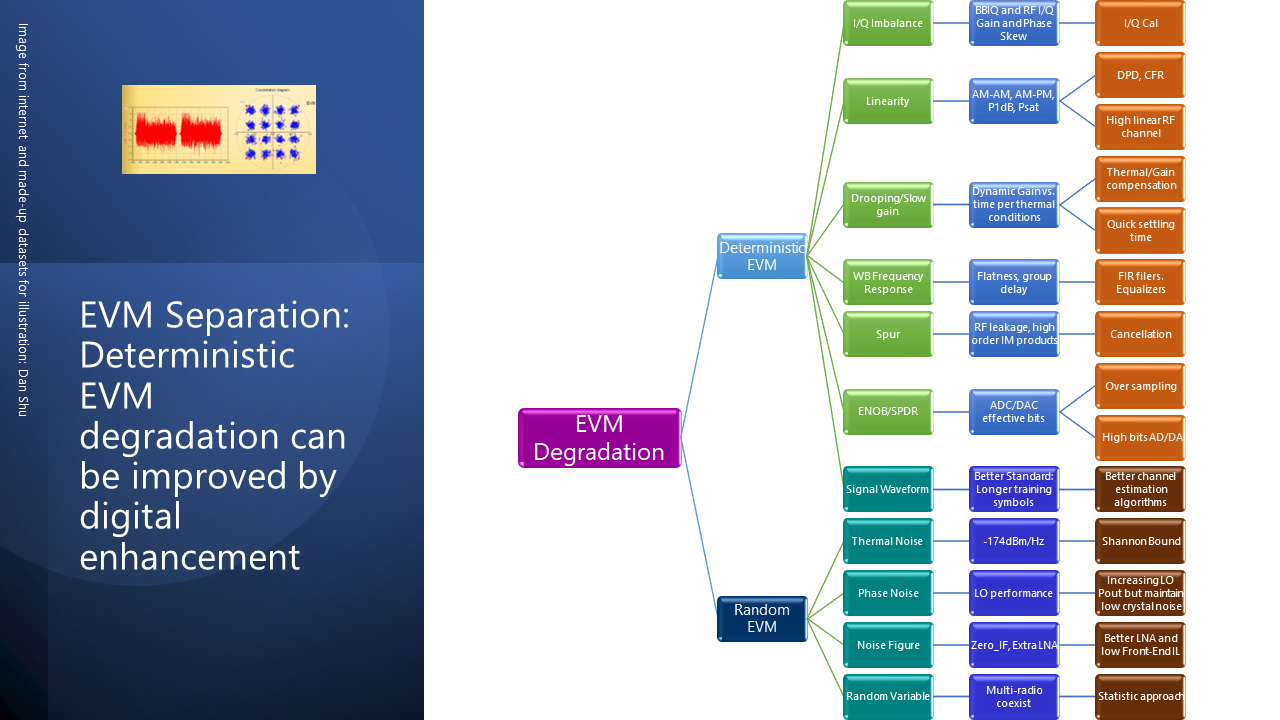 Image from internet and made-up datasets for illustration: Dan Shu
Constellation diagram
EVM Separation:
Deterministic
EVM
degradation can
be improved by
digital
enhancement
EVM
Degradation
Deterministic
EVM
I/Q Imbalance
BBIQ and RF I/Q
Gain and Phase
Skew
I/Q Cal
Linearity
AM-AM, AM-PM,
P1dB, Psat
DPD, CFR
High linear RF
channel
Drooping/Slow
gain
Dynamic Gain vs.
time per thermal
conditions
Thermal/Gain
compensation
Quick settling
time
WB Frequency
Response
Flatness, group
delay
FIR filers.
Equalizers
Spur
RF leakage, high
order IM products
Cancellation
ENOB/SPDR
ADC/DAC
effective bits
Over sampling
High bits AD/DA
Signal Waveform
Better Standard:
Longer training
symbols
Better channel
estimation
algorithms
Random
EVM
Thermal Noise
-174dBm/Hz
Shannon Bound
Phase Noise
LO performance
Increasing LO
Pout but maintain
low crystal noise
Noise Figure
Zero_IF, Extra LNA
Better LNA and
low Front-End IL
Random Variable
Multi-radio
coexist
Statistic approach